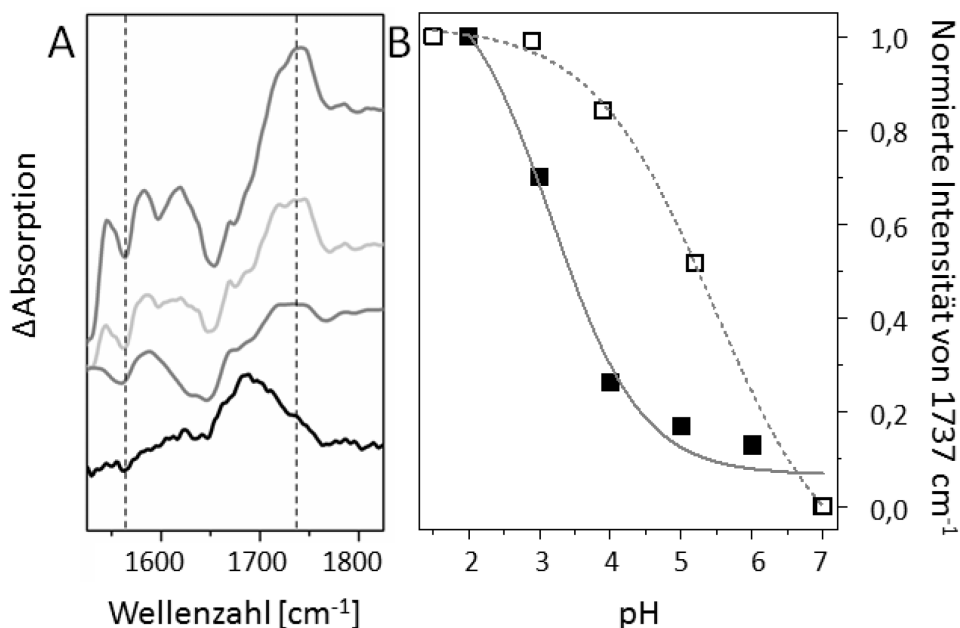 A
ΔAbsorption
1600 1700 1800
Wellenzahl [cm⁻¹]
B
1,0
0,8
0,6
0,4
0,2
0,0
Normierte Intensität von 1737 cm⁻¹
2 3 4 5 6 7
pH